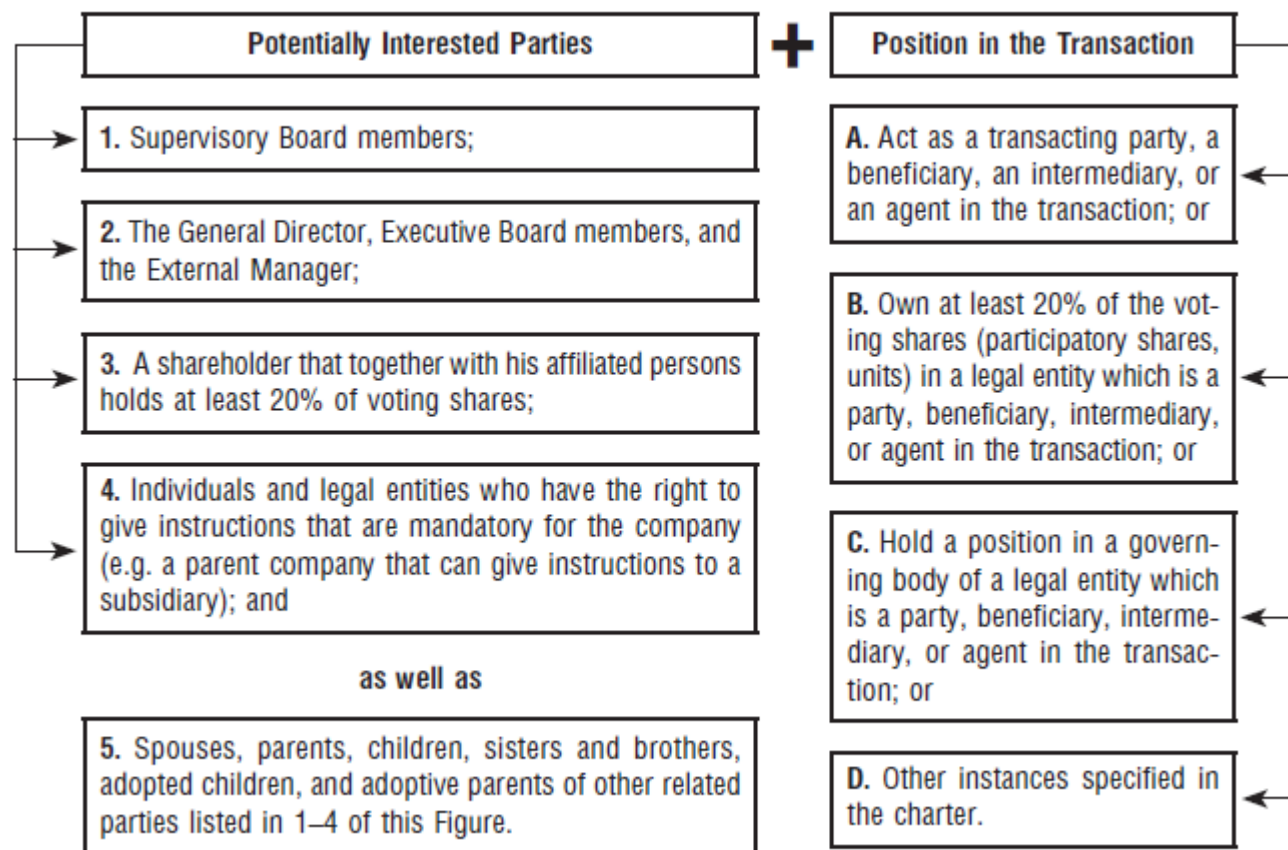 Potentially Interested Parties
+
Position in the Transaction
1. Supervisory Board members;
2. The General Director, Executive Board members, and
the External Manager;
3. A shareholder that together with his affiliated persons
holds at least 20% of voting shares;
4. Individuals and legal entities who have the right to
give instructions that are mandatory for the company
(e.g. a parent company that can give instructions to a
subsidiary); and
as well as
5. Spouses, parents, children, sisters and brothers,
adopted children, and adoptive parents of other related
parties listed in 1–4 of this Figure.
A. Act as a transacting party, a
beneficiary, an intermediary, or
an agent in the transaction; or
B. Own at least 20% of the vot-
ing shares (participatory shares,
units) in a legal entity which is a
party, beneficiary, intermediary,
or agent in the transaction; or
C. Hold a position in a govern-
ing body of a legal entity which
is a party, beneficiary, interme-
diary, or agent in the transac-
tion; or
D. Other instances specified in
the charter.